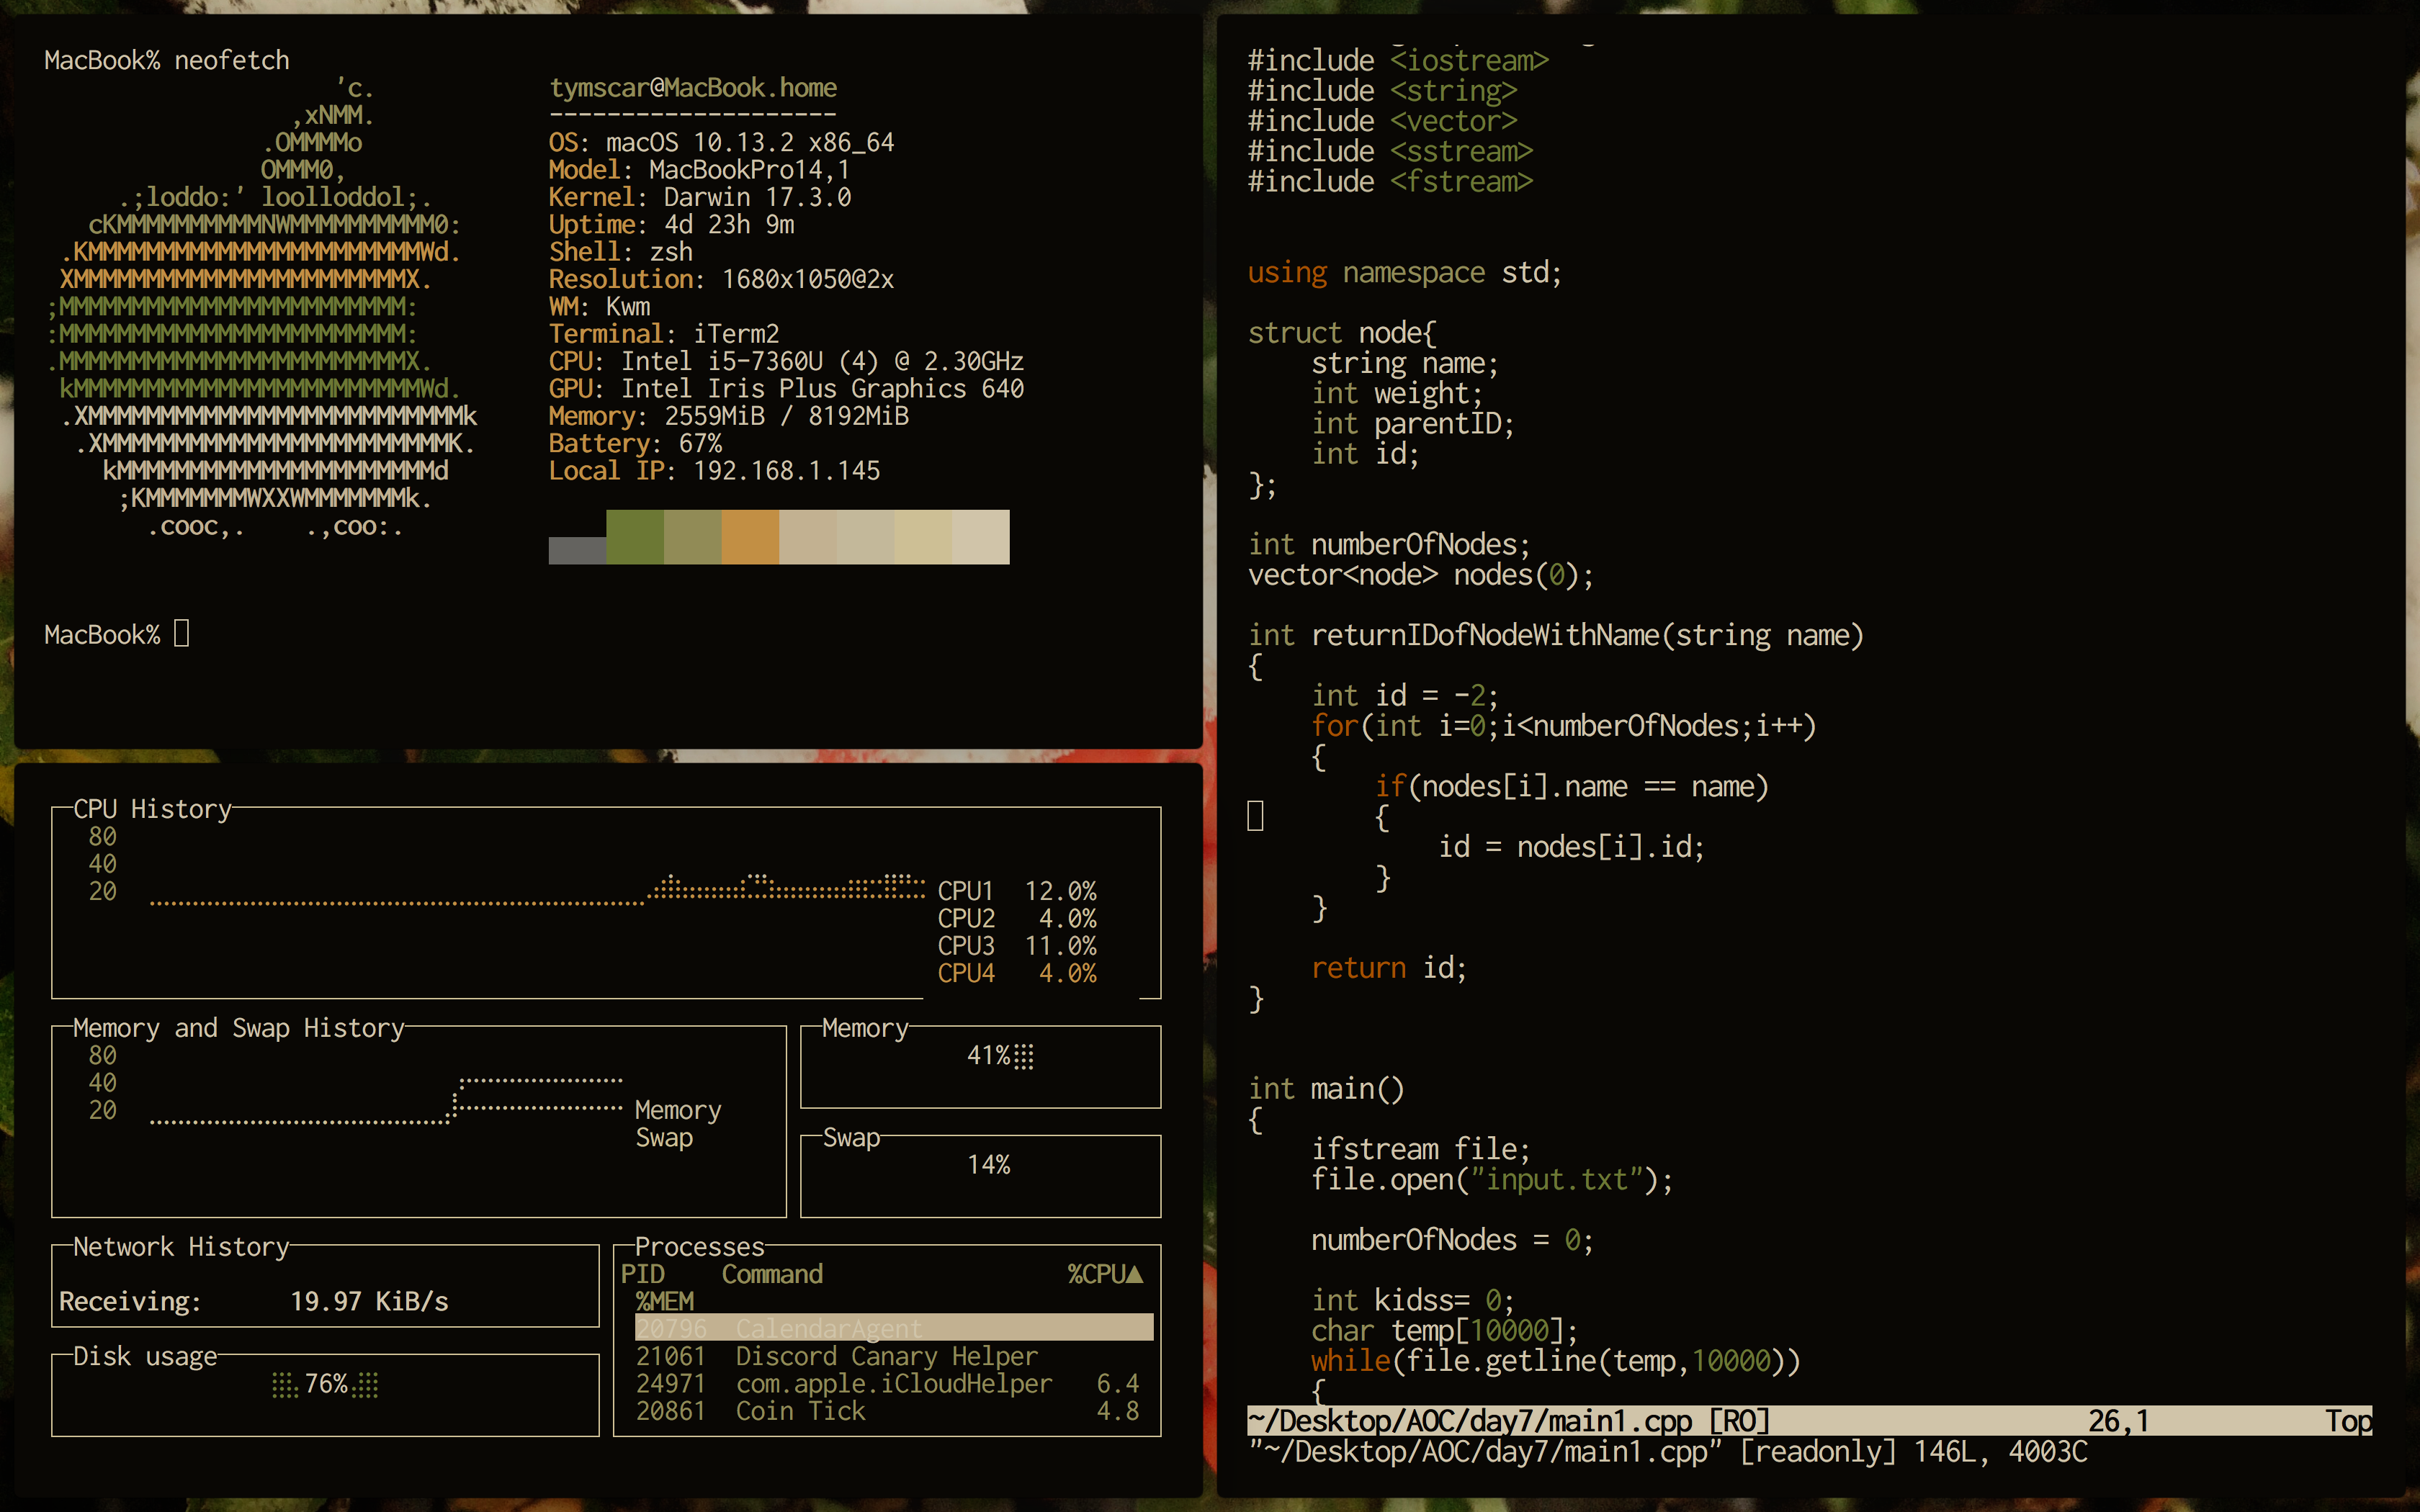 MacBook% neofetch
'c.
,xNMM.
.OMMMMo
OMMM0,
.;loddo:' loolloddol;.
cKMMMMMMMMMMNWMMMMMMMMMM0:
.KMMMMMMMMMMMMMMMMMMMMMMMWd.
XMMMMMMMMMMMMMMMMMMMMMMMX.
;MMMMMMMMMMMMMMMMMMMMMMMM:
:MMMMMMMMMMMMMMMMMMMMMMMM:
.MMMMMMMMMMMMMMMMMMMMMMMMX.
kMMMMMMMMMMMMMMMMMMMMMMMMWd.
.XMMMMMMMMMMMMMMMMMMMMMMMMMMk
.XMMMMMMMMMMMMMMMMMMMMMMMMK.
kMMMMMMMMMMMMMMMMMMMMMMd
;KMMMMMMMWXXWMMMMMMMk.
.cooc,.    .,coo:.
tymscar@MacBook.home
--------------------
OS: macOS 10.13.2 x86_64
Model: MacBookPro14,1
Kernel: Darwin 17.3.0
Uptime: 4d 23h 9m
Shell: zsh
Resolution: 1680x1050@2x
WM: Kwm
Terminal: iTerm2
CPU: Intel i5-7360U (4) @ 2.30GHz
GPU: Intel Iris Plus Graphics 640
Memory: 2559MiB / 8192MiB
Battery: 67%
Local IP: 192.168.1.145
MacBook%
CPU History
80
40
20
CPU1 12.0%
CPU2 4.0%
CPU3 11.0%
CPU4 4.0%
Memory and Swap History
80
40
20
Memory
Swap
Memory
41%
Swap
14%
Network History
Receiving: 19.97 KiB/s
Disk usage
76%
Processes
PID Command %CPU▲
%MEM
20796 CalendarAgent
21061 Discord Canary Helper
24971 com.apple.iCloudHelper 6.4
20861 Coin Tick 4.8
#include <iostream>
#include <string>
#include <vector>
#include <sstream>
#include <fstream>
using namespace std;
struct node{
    string name;
    int weight;
    int parentID;
    int id;
};
int numberOfNodes;
vector<node> nodes(0);
int returnIDofNodeWithName(string name)
{
    int id = -2;
    for(int i=0;i<numberOfNodes;i++)
    {
        if(nodes[i].name == name)
        {
            id = nodes[i].id;
        }
    }
    return id;
}
int main()
{
    ifstream file;
    file.open("input.txt");
    numberOfNodes = 0;
    int kidss= 0;
    char temp[10000];
    while(file.getline(temp,10000))
    {
~/Desktop/AOC/day7/main1.cpp [RO] 26,1 Top
"~/Desktop/AOC/day7/main1.cpp" [readonly] 146L, 4003C